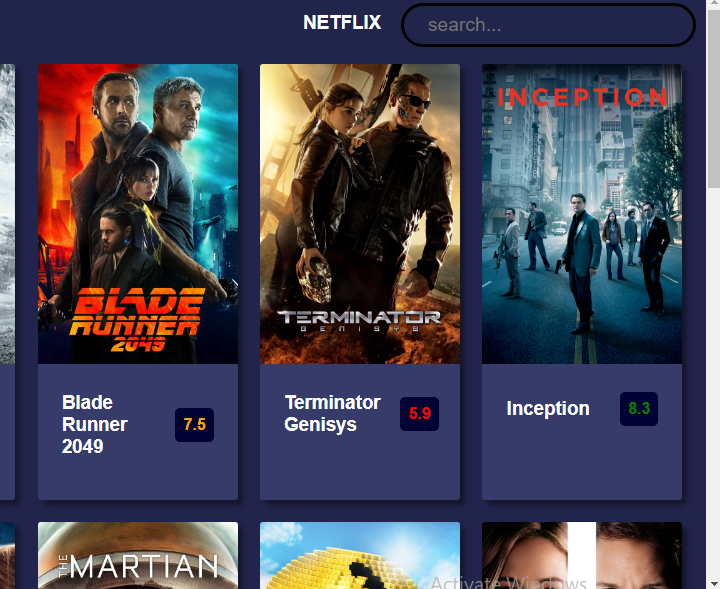 NETFLIX
search...
INCEPTION
BLADE
RUNNER
2049
TERMINATOR
GENISYS
Blade
Runner
2049
7.5
Terminator
Genisys
5.9
Inception
8.3
THE MARTIAN
Activate Windows